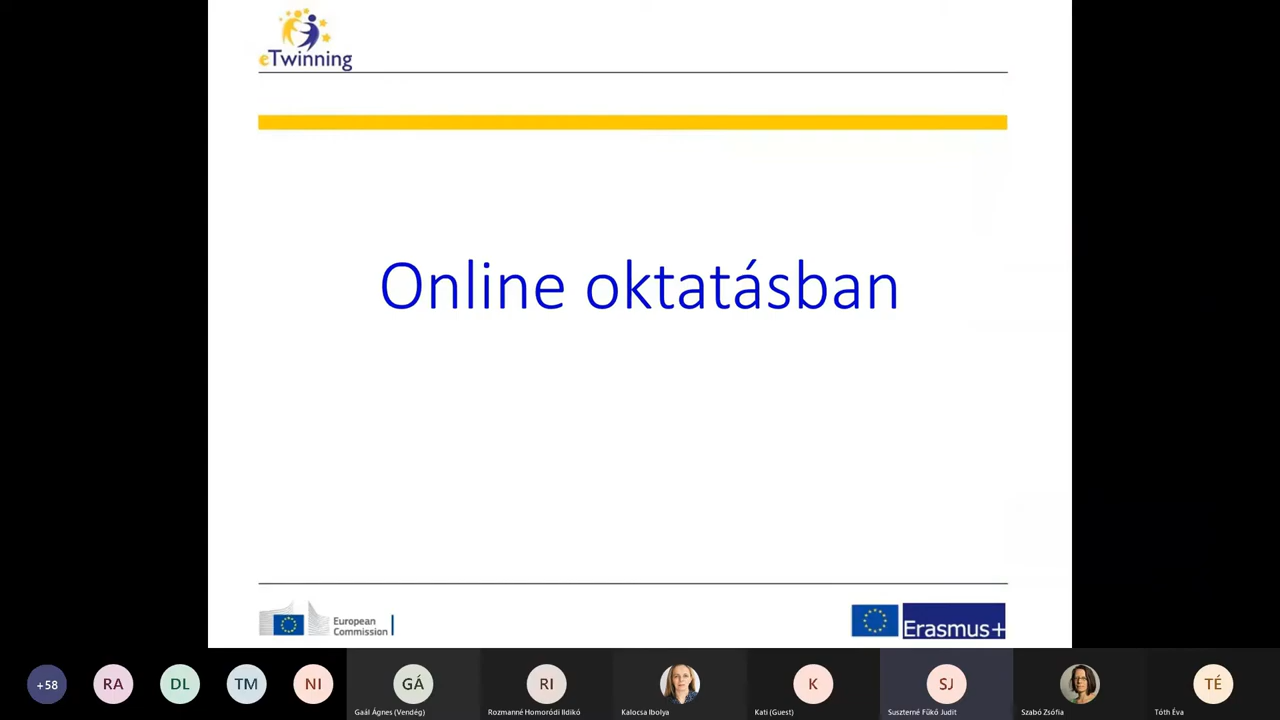 eTwinning
Online oktatásban
European
Commission
Erasmus+
+58
RA
DL
TM
NI
GÁ
RI
K
SJ
TÉ
Gaál Ágnes (Vendég)
Rozmanné Homoródi Ildikó
Kalocsa Ibolya
Kati (Guest)
Suszterné Fűkő Judit
Szabó Zsófia
Tóth Éva